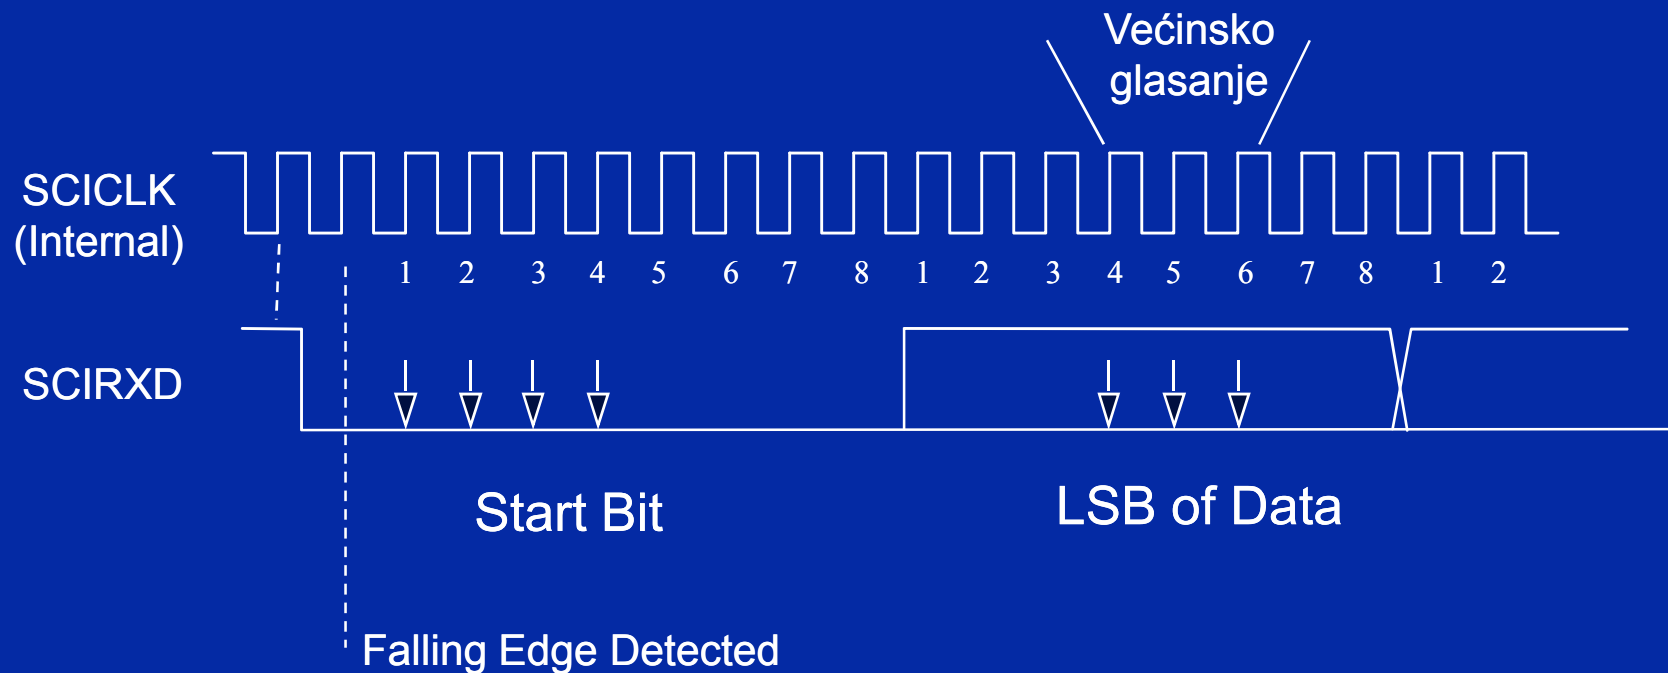 Većinsko
glasanje
SCICLK
(Internal)
1 2 3 4 5 6 7 8 1 2 3 4 5 6 7 8 1 2
SCIRXD
Start Bit
LSB of Data
Falling Edge Detected